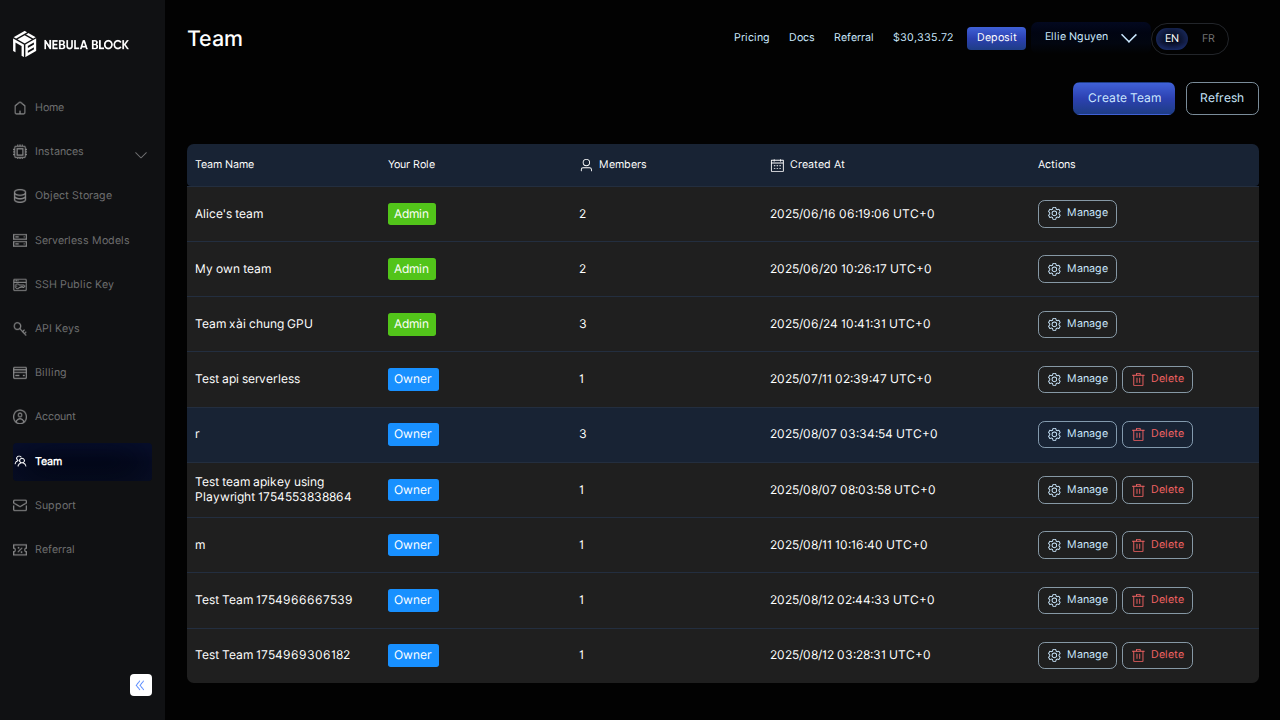 NEBULA BLOCK
Team
Pricing Docs Referral $30,335.72 Deposit Ellie Nguyen EN FR
Create Team Refresh
Home
Instances
Object Storage
Serverless Models
SSH Public Key
API Keys
Billing
Account
Team
Support
Referral
Team Name Your Role Members Created At Actions
Alice's team Admin 2 2025/06/16 06:19:06 UTC+0 Manage
My own team Admin 2 2025/06/20 10:26:17 UTC+0 Manage
Team xài chung GPU Admin 3 2025/06/24 10:41:31 UTC+0 Manage
Test api serverless Owner 1 2025/07/11 02:39:47 UTC+0 Manage Delete
r Owner 3 2025/08/07 03:34:54 UTC+0 Manage Delete
Test team apikey using
Playwright 1754553838864 Owner 1 2025/08/07 08:03:58 UTC+0 Manage Delete
m Owner 1 2025/08/11 10:16:40 UTC+0 Manage Delete
Test Team 1754966667539 Owner 1 2025/08/12 02:44:33 UTC+0 Manage Delete
Test Team 1754969306182 Owner 1 2025/08/12 03:28:31 UTC+0 Manage Delete